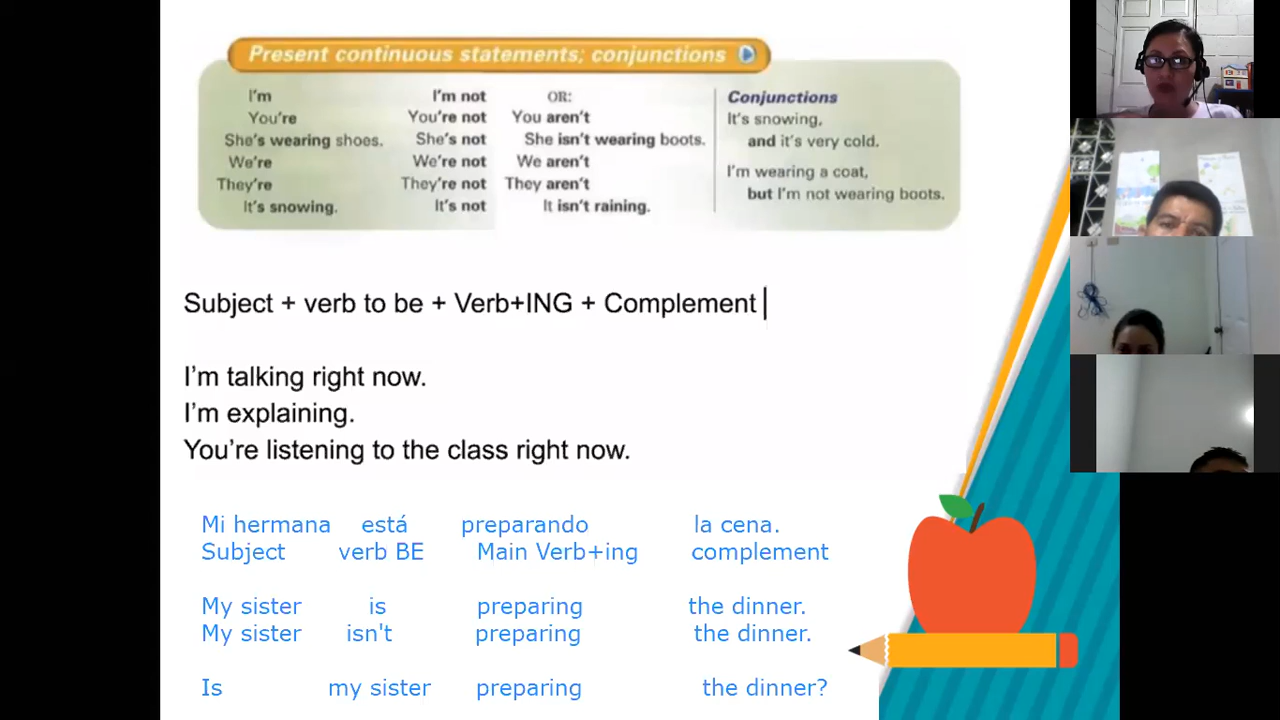 Present continuous statements; conjunctions
I'm I'm not OR: Conjunctions
You're You're not You aren't It's snowing,
She's wearing shoes. She's not She isn't wearing boots. and it's very cold.
We're We're not We aren't I'm wearing a coat,
They're They're not They aren't but I'm not wearing boots.
It's snowing. It's not It isn't raining.
Subject + verb to be + Verb+ING + Complement
I'm talking right now.
I'm explaining.
You're listening to the class right now.
Mi hermana está preparando la cena.
Subject verb BE Main Verb+ing complement
My sister is preparing the dinner.
My sister isn't preparing the dinner.
Is my sister preparing the dinner?